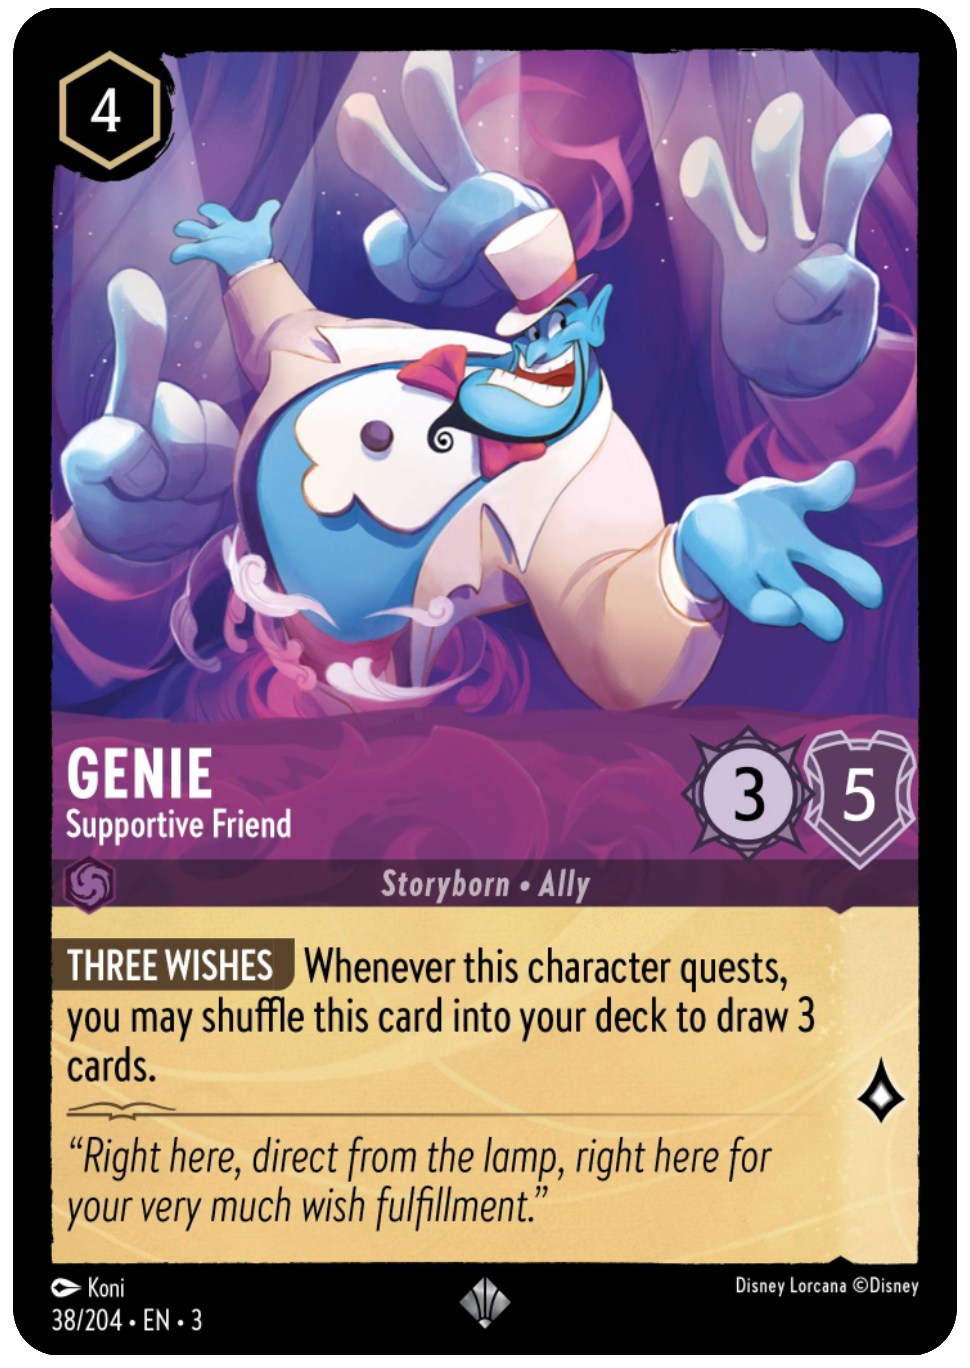 4
GENIE
Supportive Friend
3
5
Storyborn • Ally
THREE WISHES Whenever this character quests,
you may shuffle this card into your deck to draw 3
cards.
“Right here, direct from the lamp, right here for
your very much wish fulfillment.”
Koni
Disney Lorcana ©Disney
38/204 • EN • 3